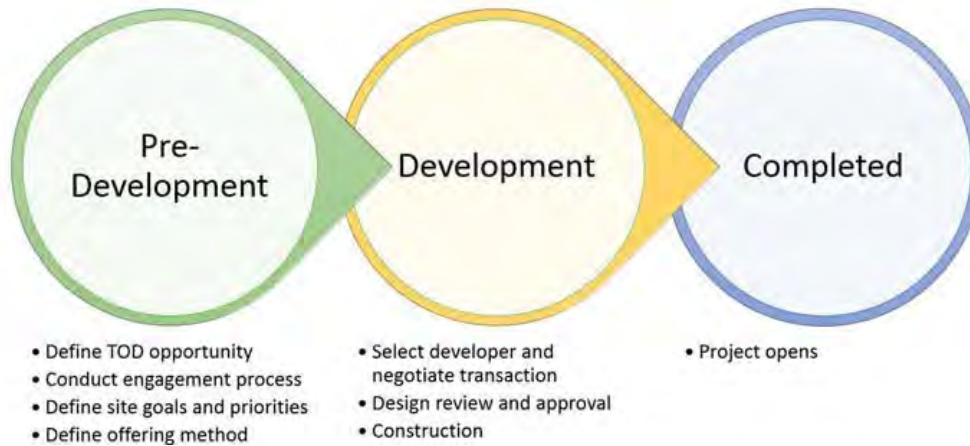 Pre-
Development
Development
Completed
• Define TOD opportunity
• Conduct engagement process
• Define site goals and priorities
• Define offering method
• Select developer and
negotiate transaction
• Design review and approval
• Construction
• Project opens